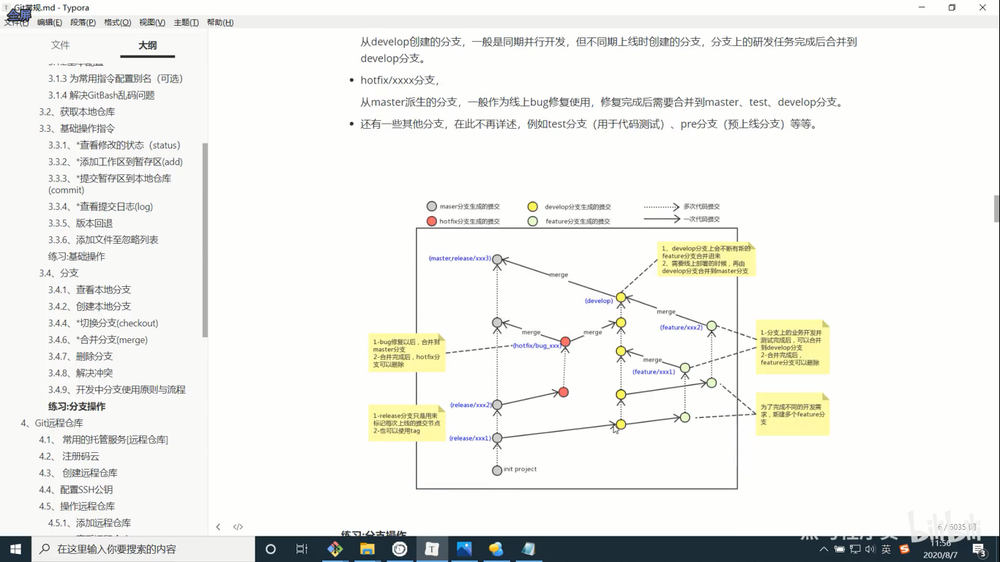 Git常规.md - Typora
全屏
文件(F) 编辑(E) 段落(P) 格式(O) 视图(V) 主题(T) 帮助(H)
文件 大纲
3.1.3 为常用指令配置别名（可选）
3.1.4 解决GitBash乱码问题
3.2、获取本地仓库
3.3、基础操作指令
3.3.1、*查看修改的状态（status）
3.3.2、*添加工作区到暂存区(add)
3.3.3、*提交暂存区到本地仓库
(commit)
3.3.4、*查看提交日志(log)
3.3.5、版本回退
3.3.6、添加文件至忽略列表
练习:基础操作
3.4、分支
3.4.1、查看本地分支
3.4.2、创建本地分支
3.4.4、*切换分支(checkout)
3.4.6、*合并分支(merge)
3.4.7、删除分支
3.4.8、解决冲突
3.4.9、开发中分支使用原则与流程
练习:分支操作
4、Git远程仓库
4.1、 常用的托管服务[远程仓库]
4.2、 注册码云
4.3、 创建远程仓库
4.4、 配置SSH公钥
4.5、 操作远程仓库
4.5.1、添加远程仓库
从develop创建的分支，一般是同期并行开发，但不同期上线时创建的分支，分支上的研发任务完成后合并到
develop分支。
hotfix/xxxx分支，
从master派生的分支，一般作为线上bug修复使用，修复完成后需要合并到master、test、develop分支。
还有一些其他分支，在此不再详述，例如test分支（用于代码测试）、pre分支（预上线分支）等等。
maser分支生成的提交 develop分支生成的提交 多次代码提交
hotfix分支生成的提交 feature分支生成的提交 一次代码提交
1、develop分支上会不断有新的
feature分支合并进来
2、需要线上部署的时候，再由
develop分支合并到master分支
(master,release/xxx3)
merge
(develop)
merge
(feature/xxx2)
merge
merge
1-分支上的业务开发并
测试完成后，可以合并
到develop分支
2-合并完成后，
feature分支可以删除
1-bug修复以后，合并到
master分支
2-合并完成后，hotfix分
支可以删除
(hotfix/bug_xxx)
merge
(feature/xxx1)
(release/xxx2)
为了完成不同的开发需
求，新建多个feature分
支
1-release分支只是用来
标记每次上线的提交节点
2-也可以使用tag
(release/xxx1)
init project
练习:分支操作
6 / 6035 词
bilibili
在这里输入你要搜索的内容
英
11:56
2020/8/7
3